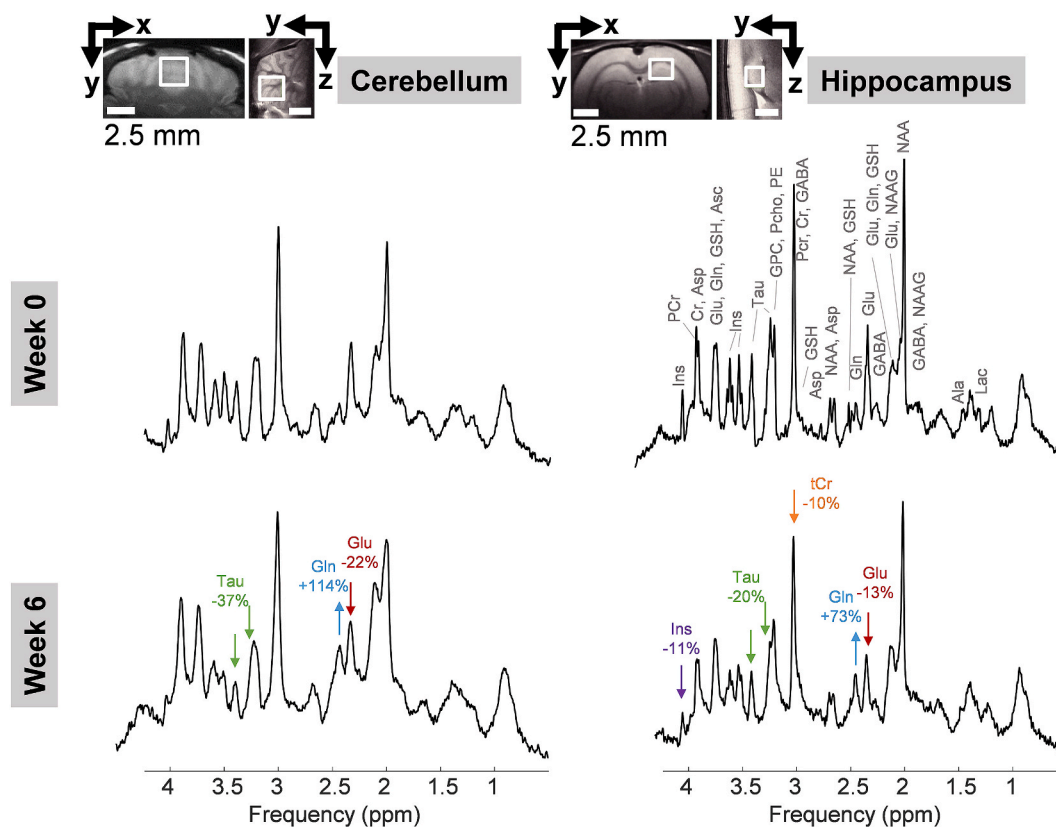 x
y
y
z
Cerebellum
2.5 mm
x
y
y
z
Hippocampus
2.5 mm
Week 0
Ins
PCr
Cr, Asp
Glu, Gln, GSH, Asc
Ins
Tau
GPC, Pcho, PE
Pcr, Cr, GABA
Asp, GSH
NAA, Asp
NAA, GSH
Gln
Glu
GABA
Glu, Gln, GSH
Glu, NAAG
NAA
GABA, NAAG
Ala
Lac
Week 6
Tau
-37%
Gln
+114%
Glu
-22%
Ins
-11%
Tau
-20%
tCr
-10%
Gln
+73%
Glu
-13%
4 3.5 3 2.5 2 1.5 1
Frequency (ppm)
4 3.5 3 2.5 2 1.5 1
Frequency (ppm)